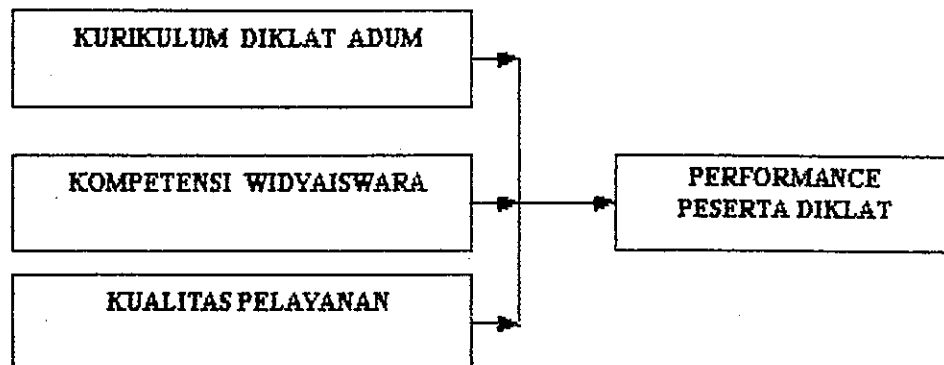 KURIKULUM DIKLAT ADUM
KOMPETENSI WIDYAISWARA
PERFORMANCE
PESERTA DIKLAT
KUALITAS PELAYANAN